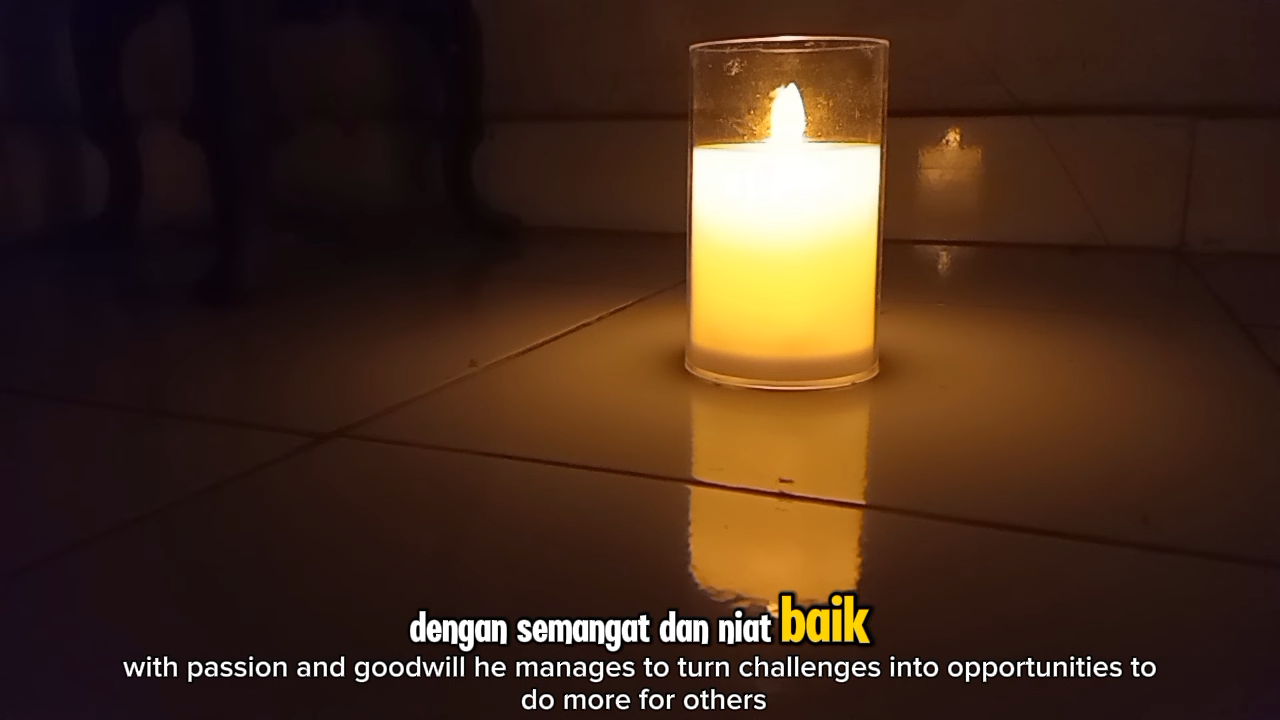 dengan semangat dan niat baik
with passion and goodwill he manages to turn challenges into opportunities to
do more for others